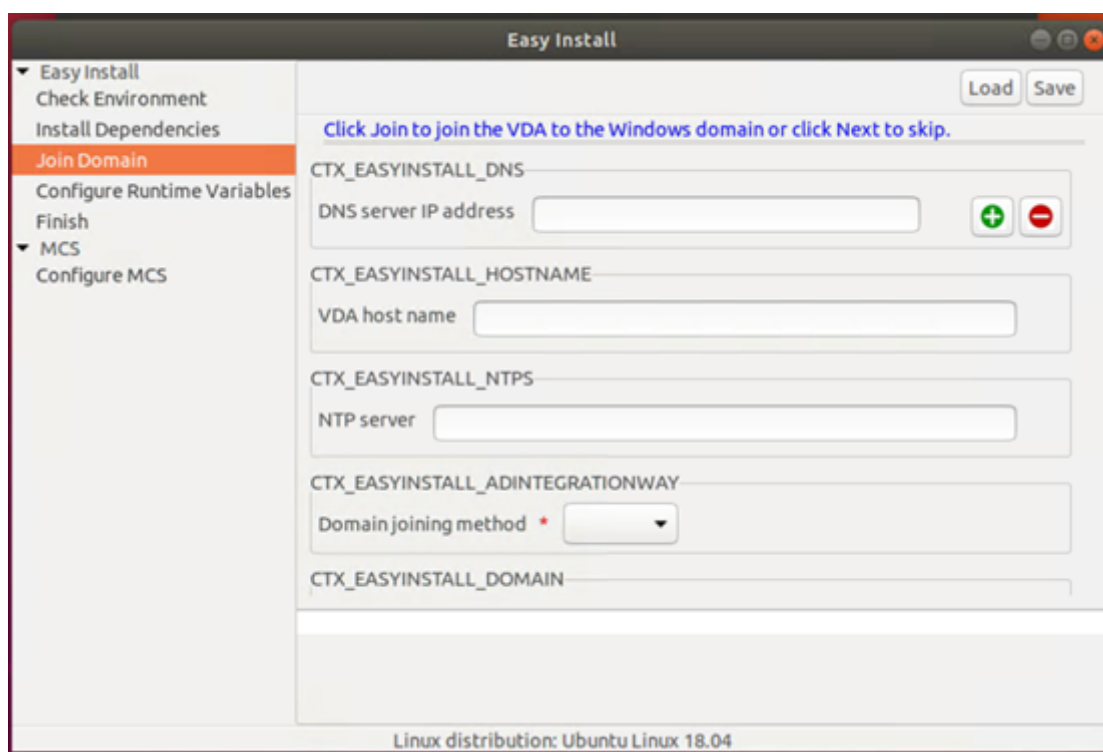 Easy Install
Easy Install
Check Environment
Install Dependencies
Join Domain
Configure Runtime Variables
Finish
MCS
Configure MCS
Load Save
Click Join to join the VDA to the Windows domain or click Next to skip.
CTX_EASYINSTALL_DNS
DNS server IP address
CTX_EASYINSTALL_HOSTNAME
VDA host name
CTX_EASYINSTALL_NTPS
NTP server
CTX_EASYINSTALL_ADINTEGRATIONWAY
Domain joining method *
CTX_EASYINSTALL_DOMAIN
Linux distribution: Ubuntu Linux 18.04